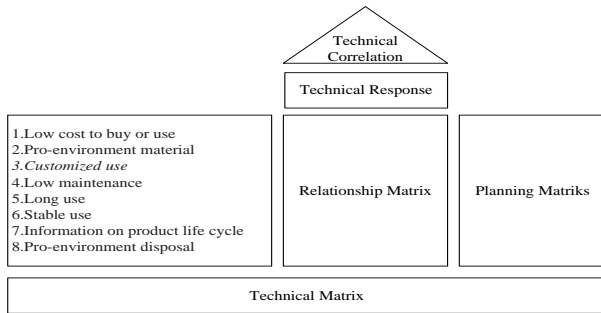 Technical
Correlation
Technical Response
1.Low cost to buy or use
2.Pro-environment material
3.Customized use
4.Low maintenance
5.Long use
6.Stable use
7.Information on product life cycle
8.Pro-environment disposal
Relationship Matrix
Planning Matriks
Technical Matrix